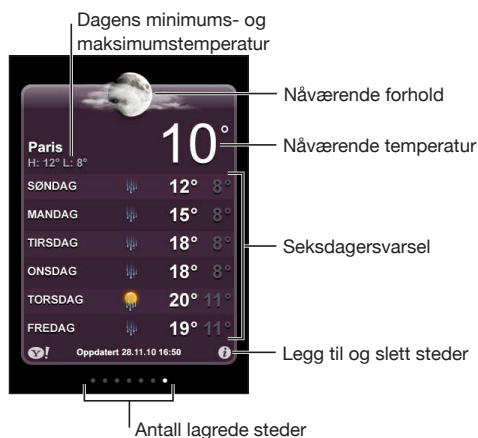 Dagens minimums- og
maksimumstemperatur
Nåværende forhold
10°
Nåværende temperatur
Paris
H: 12° L: 8°
SØNDAG 12° 8°
MANDAG 15° 8°
TIRSDAG 18° 8°
Seksdagersvarsel
ONSDAG 18° 8°
TORSDAG 20° 11°
FREDAG 19° 11°
Y! Oppdatert 28.11.10 16:50 i
Legg til og slett steder
Antall lagrede steder